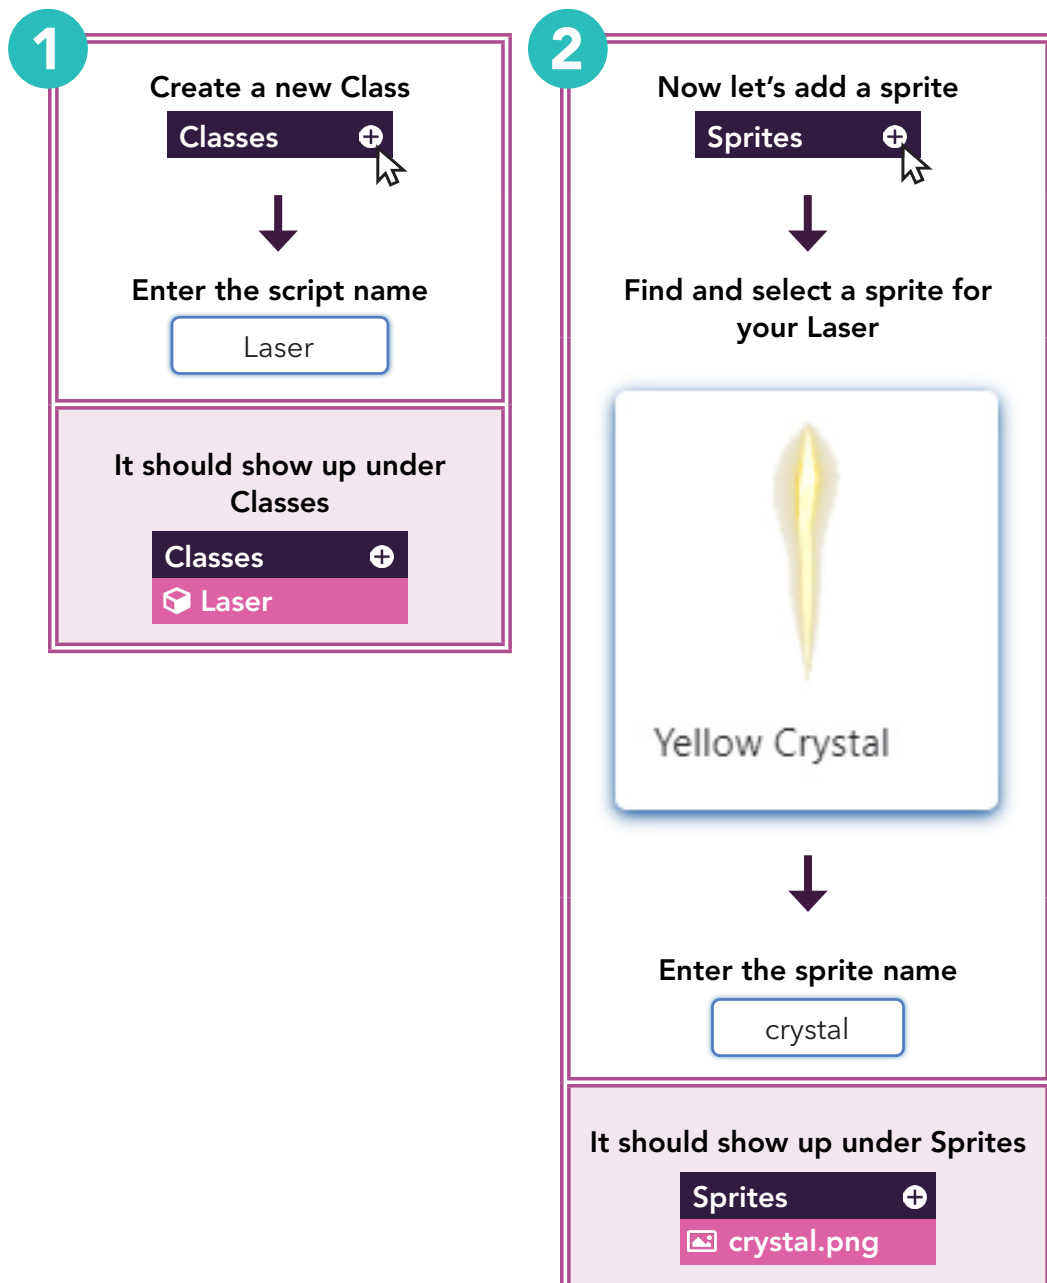 1
Create a new Class
Classes
Enter the script name
Laser
It should show up under
Classes
Classes
Laser
2
Now let's add a sprite
Sprites
Find and select a sprite for
your Laser
Yellow Crystal
Enter the sprite name
crystal
It should show up under Sprites
Sprites
crystal.png